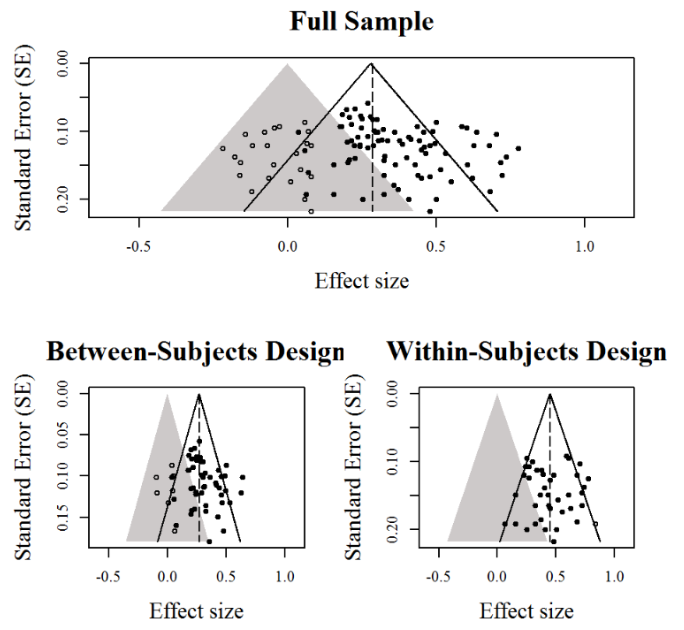 Full Sample
Standard Error (SE)
0.00
0.10
0.20
-0.5
0.0
0.5
1.0
Effect size
Between-Subjects Design
Standard Error (SE)
0.00
0.05
0.10
0.15
-0.5
0.0
0.5
1.0
Effect size
Within-Subjects Design
Standard Error (SE)
0.00
0.10
0.20
-0.5
0.0
0.5
1.0
Effect size